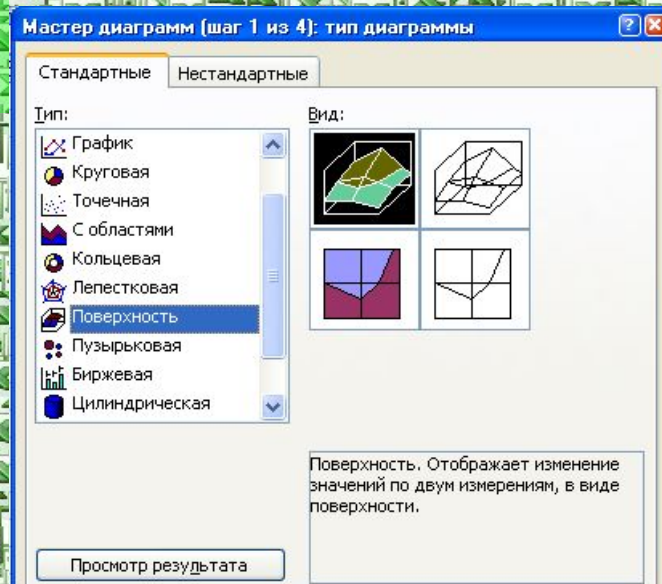 Мастер диаграмм (шаг 1 из 4): тип диаграммы
Стандартные
Нестандартные
Тип:
Вид:
График
Круговая
Точечная
С областями
Кольцевая
Лепестковая
Поверхность
Пузырьковая
Биржевая
Цилиндрическая
Поверхность. Отображает изменение
значений по двум измерениям, в виде
поверхности.
Просмотр результата